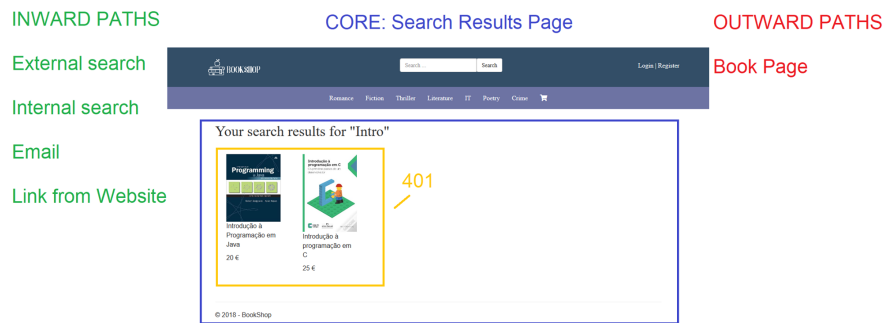 INWARD PATHS
CORE: Search Results Page
OUTWARD PATHS
External search
Internal search
Email
Link from Website
Book Page
BOOKSHOP
Search ...
Search
Login | Register
Romance Fiction Thriller Literature IT Poetry Crime
Your search results for "Intro"
Programming
Introdução à
programação em C
401
Introdução à
Programação em
Java
20 €
Introdução à
programação em
C
25 €
© 2018 - BookShop